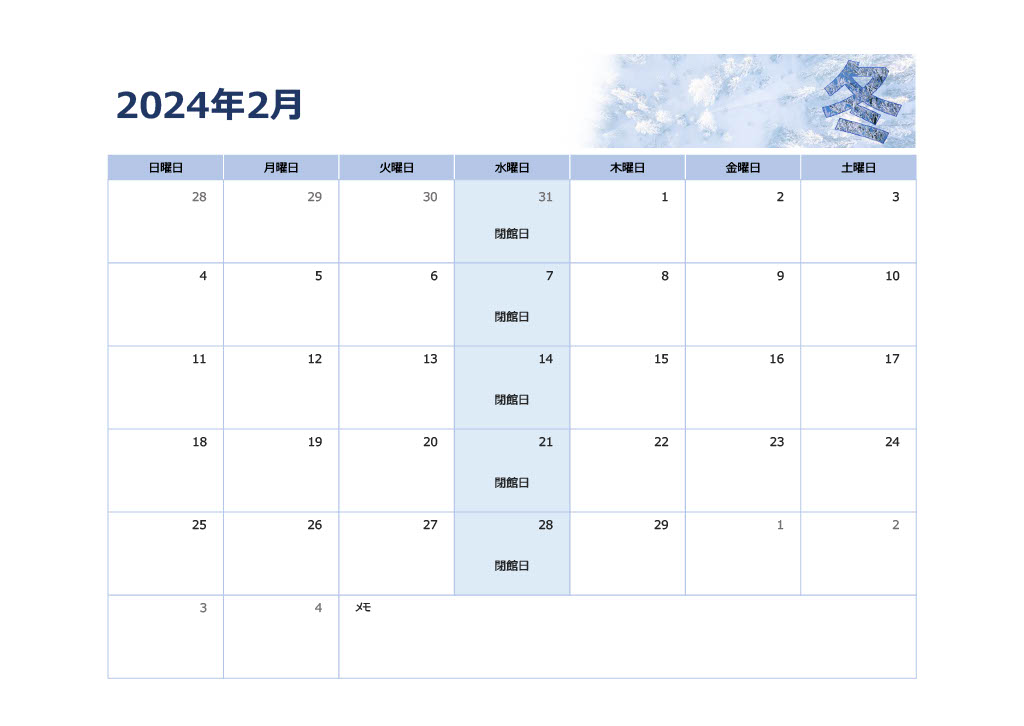 2024年2月
冬
日曜日 月曜日 火曜日 水曜日 木曜日 金曜日 土曜日
28 29 30 31 1 2 3
閉館日
4 5 6 7 8 9 10
閉館日
11 12 13 14 15 16 17
閉館日
18 19 20 21 22 23 24
閉館日
25 26 27 28 29 1 2
閉館日
3 4 メモ